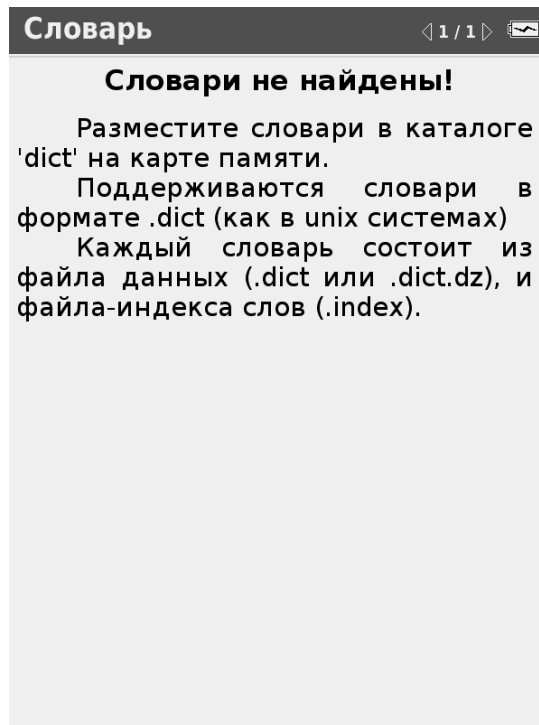 Словарь
1 / 1
Словари не найдены!
Разместите словари в каталоге
'dict' на карте памяти.
Поддерживаются словари в
формате .dict (как в unix системах)
Каждый словарь состоит из
файла данных (.dict или .dict.dz), и
файла-индекса слов (.index).